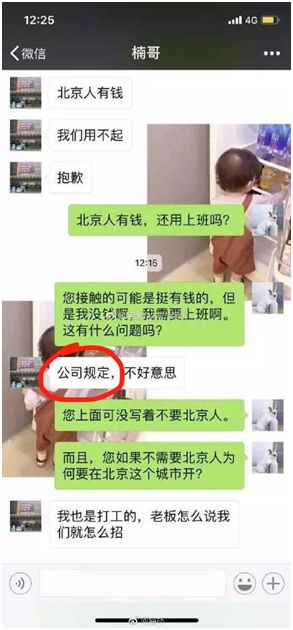 12:25
4G
微信
楠哥
北京人有钱
我们用不起
抱歉
北京人有钱，还用上班吗？
12:16
您接触的可能是挺有钱的，但
是我没钱啊。我需要上班啊。
这有什么问题吗？
公司规定，不好意思
您上面可没写着不要北京人。
而且，您如果不需要北京人为
何要在北京这个城市开？
我也是打工的，老板怎么说我
们就怎么招